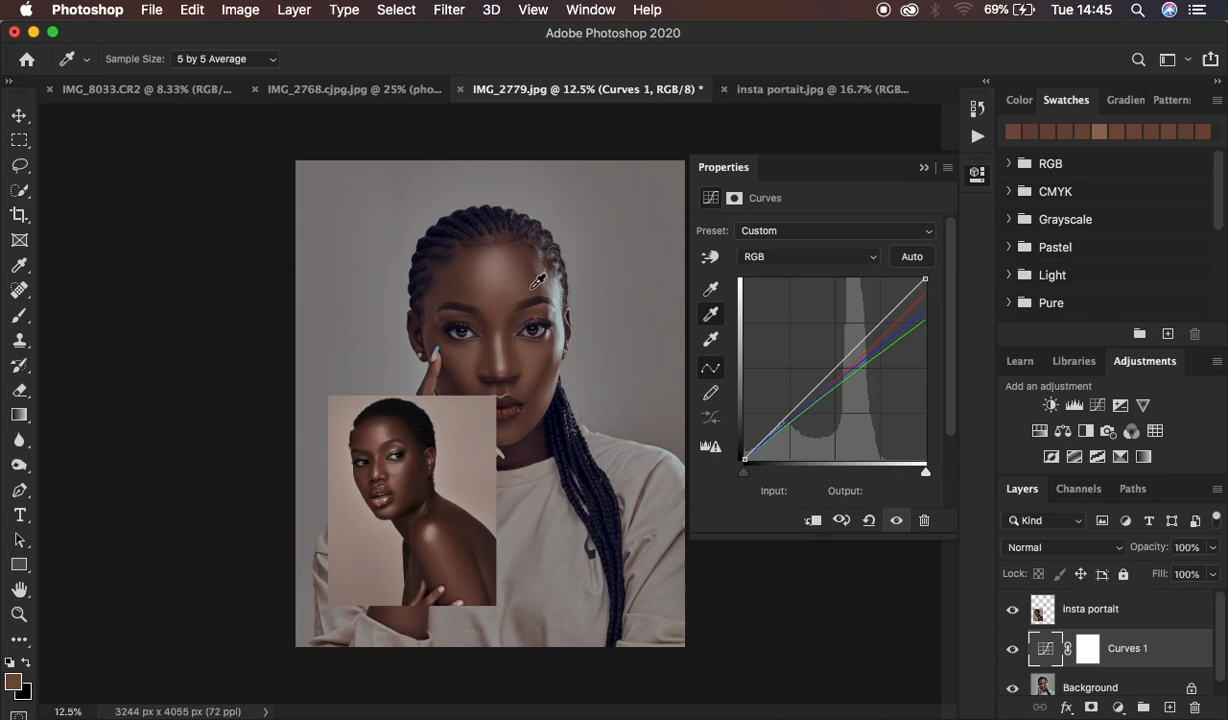 Photoshop File Edit Image Layer Type Select Filter 3D View Window Help 69% Tue 14:45
Adobe Photoshop 2020
Sample Size: 5 by 5 Average
IMG_8033.CR2 @ 8.33% (RGB/... IMG_2768.cjpg.jpg @ 25% (pho... IMG_2779.jpg @ 12.5% (Curves 1, RGB/8) * insta portait.jpg @ 16.7% (RGB...
Color Swatches Gradien Patterns
Properties
Curves
Preset: Custom
RGB Auto
Input: Output:
RGB
CMYK
Grayscale
Pastel
Light
Pure
Learn Libraries Adjustments
Add an adjustment
Layers Channels Paths
Kind
Normal Opacity: 100%
Lock: Fill: 100%
insta portait
Curves 1
Background
12.5% 3244 px x 4055 px (72 ppi)